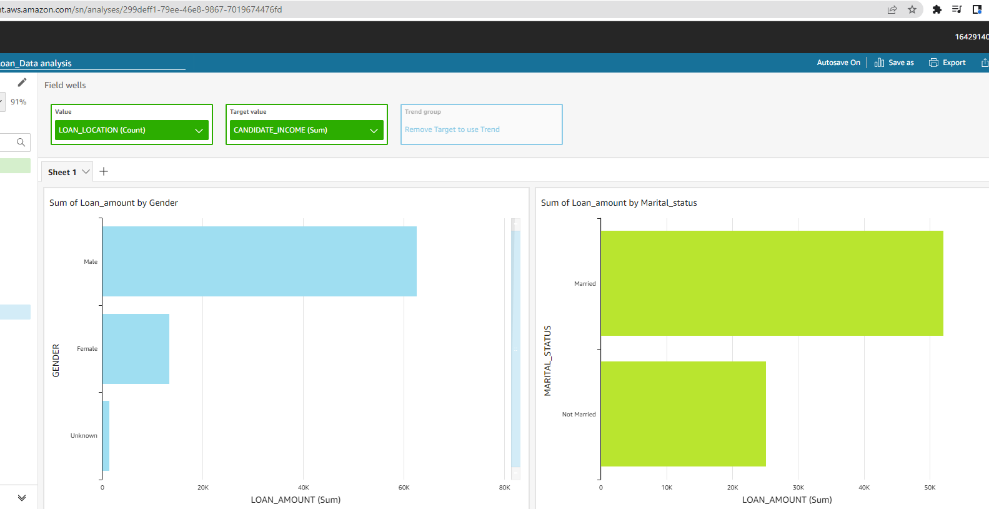 nt.aws.amazon.com/sn/analyses/299deff1-79ee-46e8-9867-7019674476fd
16429140
oan_Data analysis
Autosave On
Save as
Export
91%
Field wells
Value
LOAN_LOCATION (Count)
Target value
CANDIDATE_INCOME (Sum)
Trend group
Remove Target to use Trend
Sheet 1
Sum of Loan_amount by Gender
Male
Female
Unknown
GENDER
0 20K 40K 60K 80K
LOAN_AMOUNT (Sum)
Sum of Loan_amount by Marital_status
Married
Not Married
MARITAL_STATUS
0 10K 20K 30K 40K 50K
LOAN_AMOUNT (Sum)